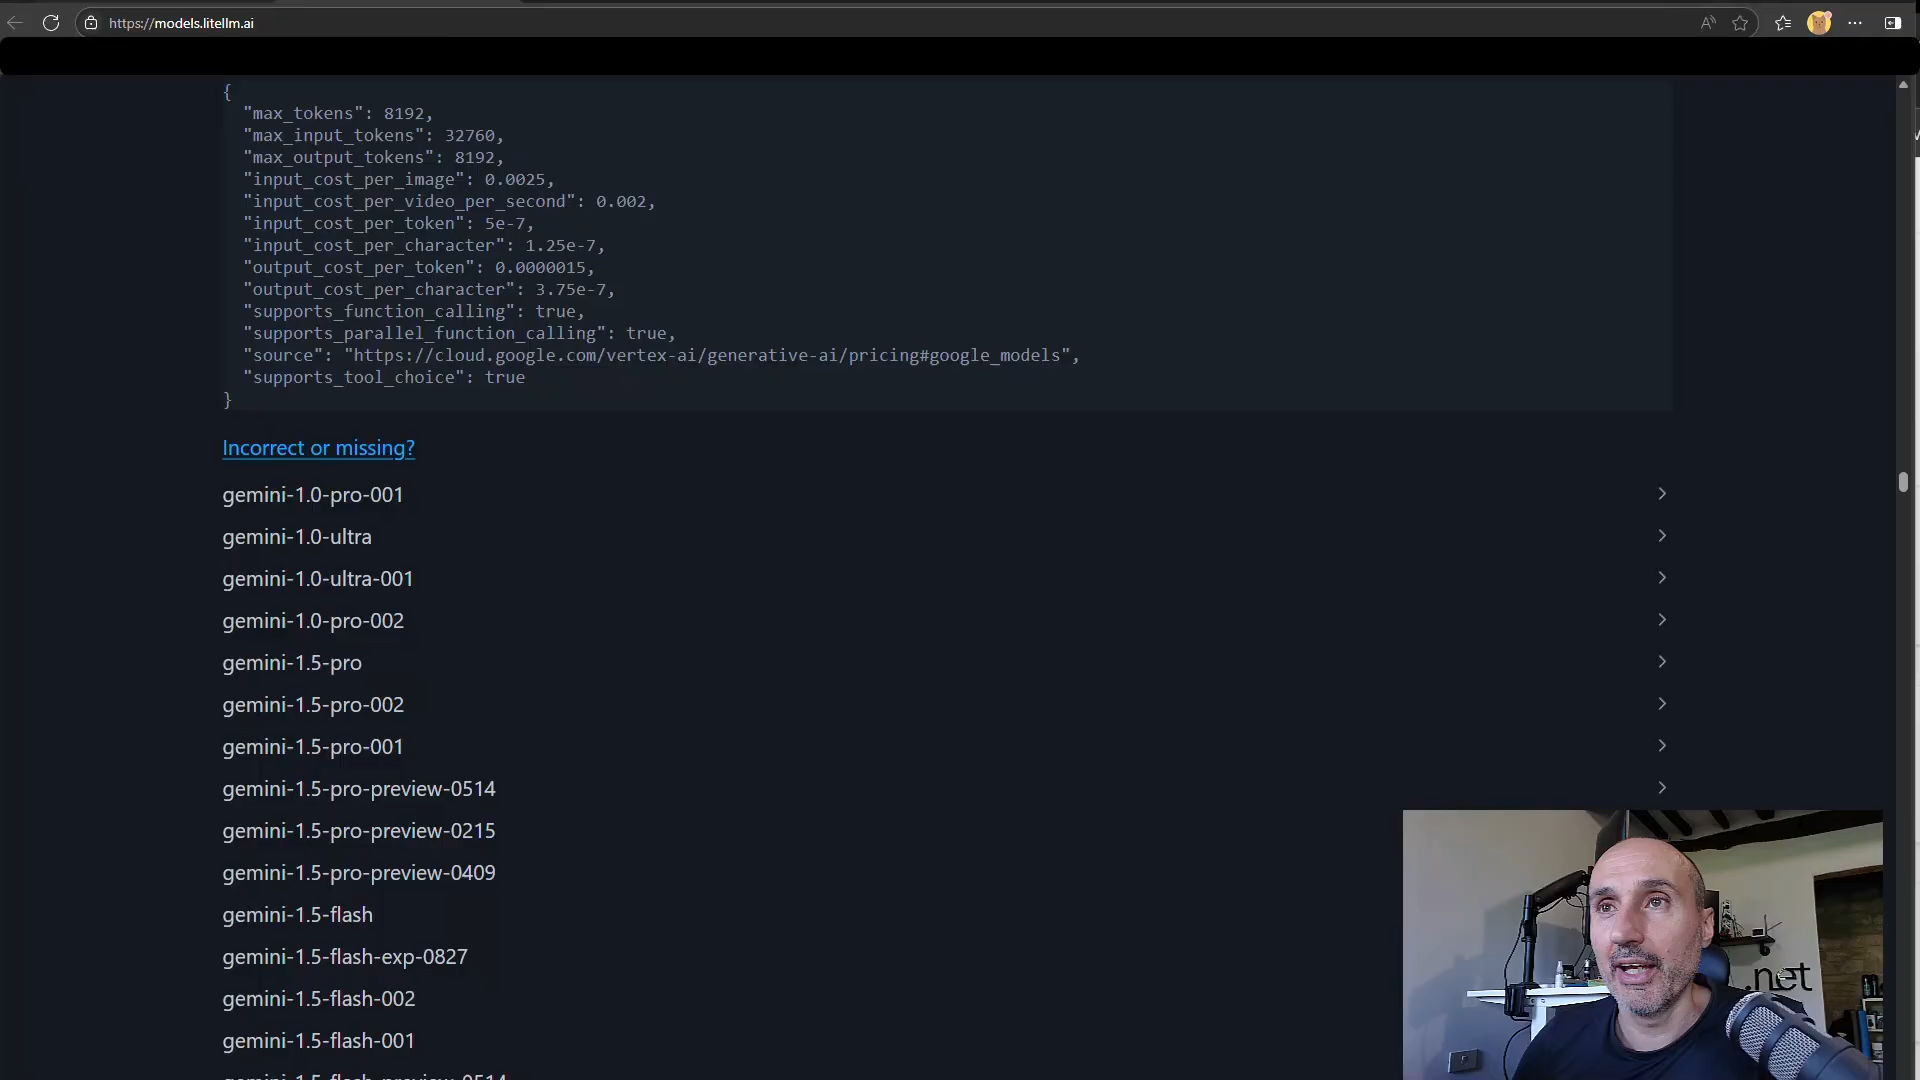 https://models.litellm.ai
{
"max_tokens": 8192,
"max_input_tokens": 32760,
"max_output_tokens": 8192,
"input_cost_per_image": 0.0025,
"input_cost_per_video_per_second": 0.002,
"input_cost_per_token": 5e-7,
"input_cost_per_character": 1.25e-7,
"output_cost_per_token": 0.0000015,
"output_cost_per_character": 3.75e-7,
"supports_function_calling": true,
"supports_parallel_function_calling": true,
"source": "https://cloud.google.com/vertex-ai/generative-ai/pricing#google_models",
"supports_tool_choice": true
}
Incorrect or missing?
gemini-1.0-pro-001
gemini-1.0-ultra
gemini-1.0-ultra-001
gemini-1.0-pro-002
gemini-1.5-pro
gemini-1.5-pro-002
gemini-1.5-pro-001
gemini-1.5-pro-preview-0514
gemini-1.5-pro-preview-0215
gemini-1.5-pro-preview-0409
gemini-1.5-flash
gemini-1.5-flash-exp-0827
gemini-1.5-flash-002
gemini-1.5-flash-001
gemini-1.5-flash-preview-0514
.net